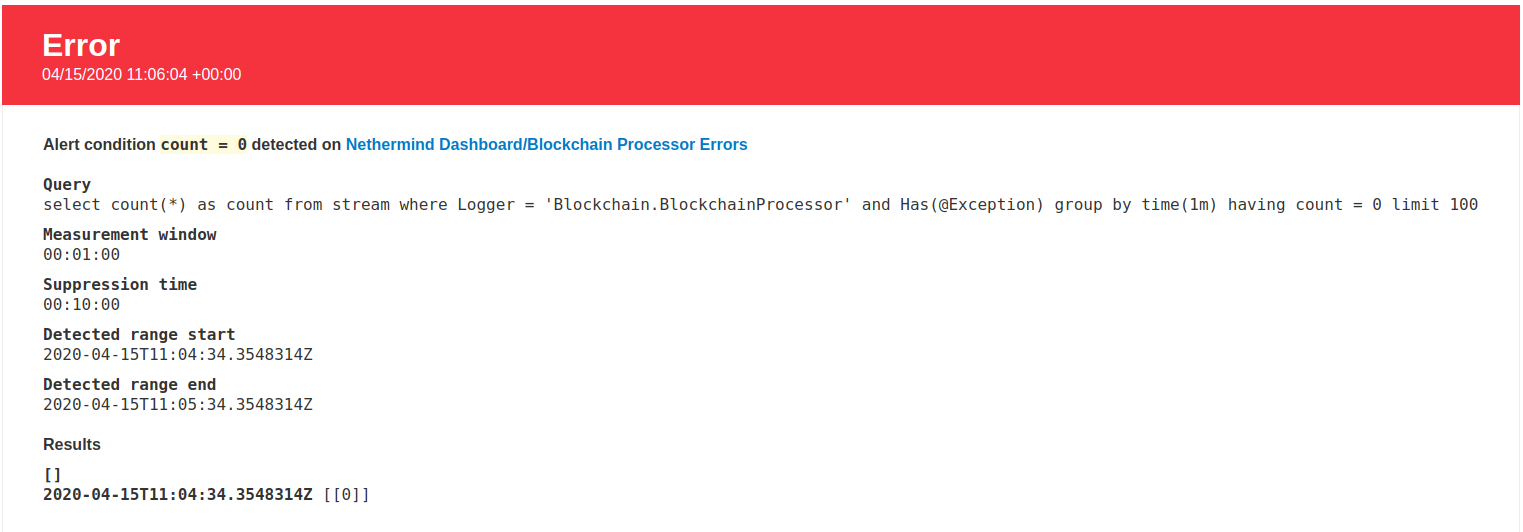 Error
04/15/2020 11:06:04 +00:00
Alert condition count = 0 detected on Nethermind Dashboard/Blockchain Processor Errors
Query
select count(*) as count from stream where Logger = 'Blockchain.BlockchainProcessor' and Has(@Exception) group by time(1m) having count = 0 limit 100
Measurement window
00:01:00
Suppression time
00:10:00
Detected range start
2020-04-15T11:04:34.3548314Z
Detected range end
2020-04-15T11:05:34.3548314Z
Results
[]
2020-04-15T11:04:34.3548314Z [[0]]